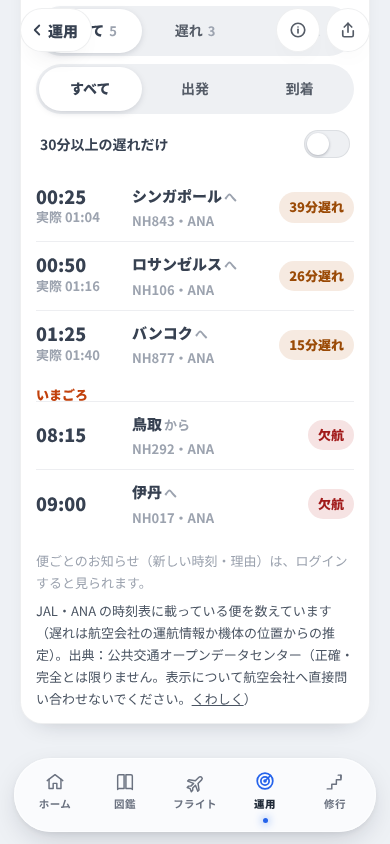 運用
て 5
遅れ 3
すべて
出発
到着
30分以上の遅れだけ
00:25
シンガポールへ
39分遅れ
実際 01:04
NH843・ANA
00:50
ロサンゼルスへ
26分遅れ
実際 01:16
NH106・ANA
01:25
バンコクへ
15分遅れ
実際 01:40
NH877・ANA
いまごろ
08:15
鳥取から
欠航
NH292・ANA
09:00
伊丹へ
欠航
NH017・ANA
便ごとのお知らせ（新しい時刻・理由）は、ログイン
すると見られます。
JAL・ANA の時刻表に載っている便を数えています
（遅れは航空会社の運航情報か機体の位置からの推
定）。出典：公共交通オープンデータセンター（正確・
完全とは限りません。表示について航空会社へ直接問
い合わせないでください。くわしく）
ホーム
図鑑
フライト
運用
修行